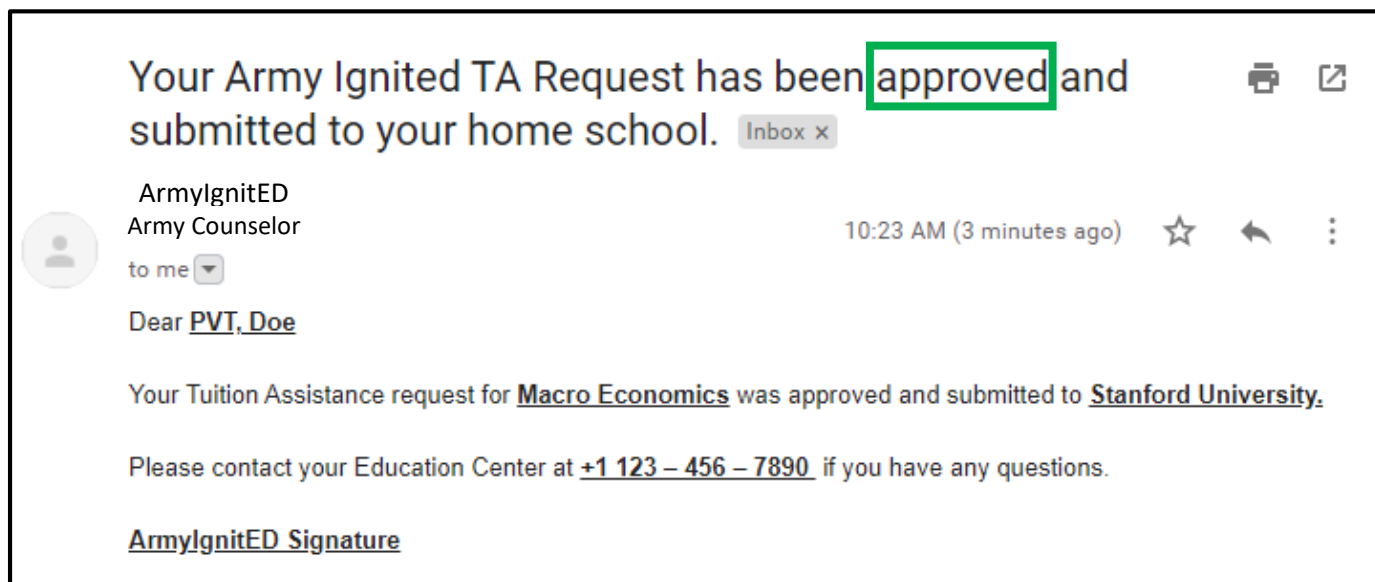 Your Army Ignited TA Request has been approved and
submitted to your home school. Inbox x
ArmyIgnitED
Army Counselor
10:23 AM (3 minutes ago)
to me
Dear PVT, Doe
Your Tuition Assistance request for Macro Economics was approved and submitted to Stanford University.
Please contact your Education Center at +1 123 – 456 – 7890 if you have any questions.
ArmyIgnitED Signature